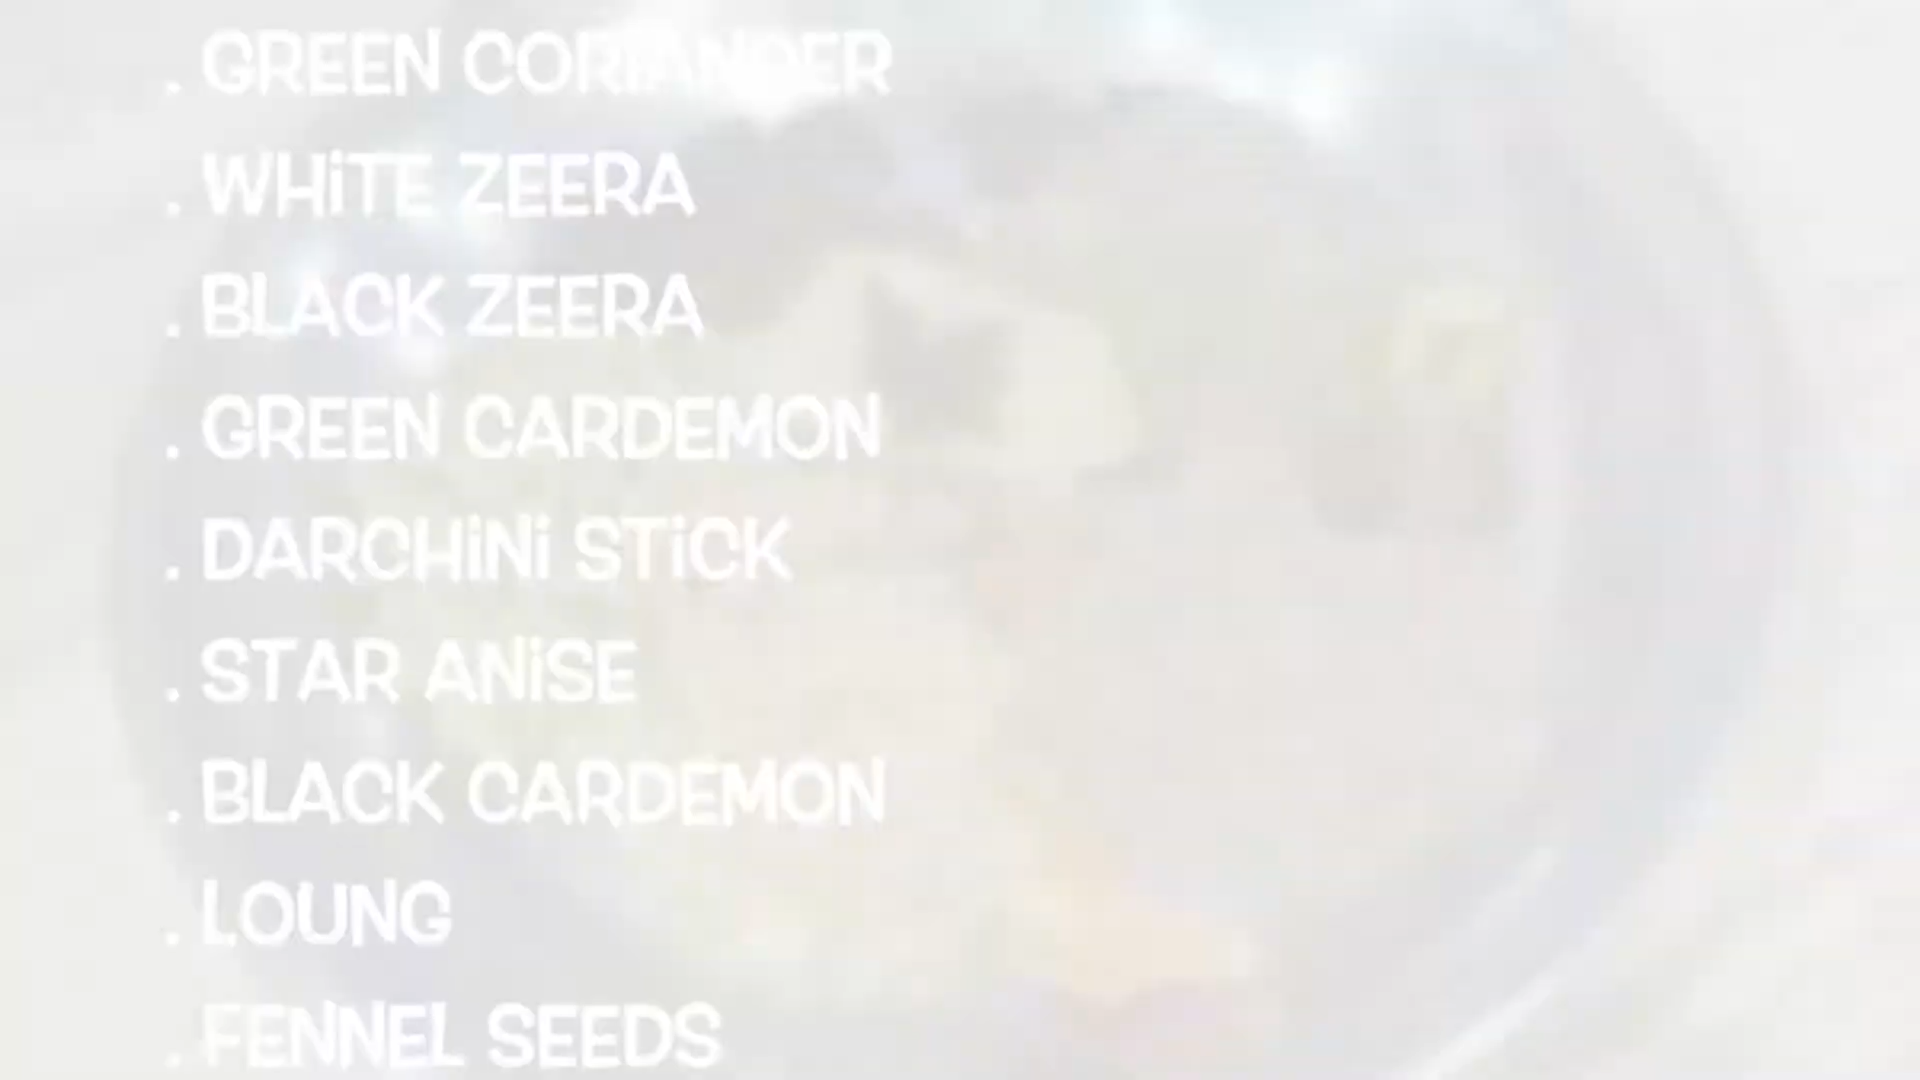 . GREEN CORIANDER
. WHiTE ZEERA
. BLACK ZEERA
. GREEN CARDEMON
. DARCHiNi STiCK
. STAR ANiSE
. BLACK CARDEMON
. LOUNG
. FENNEL SEEDS